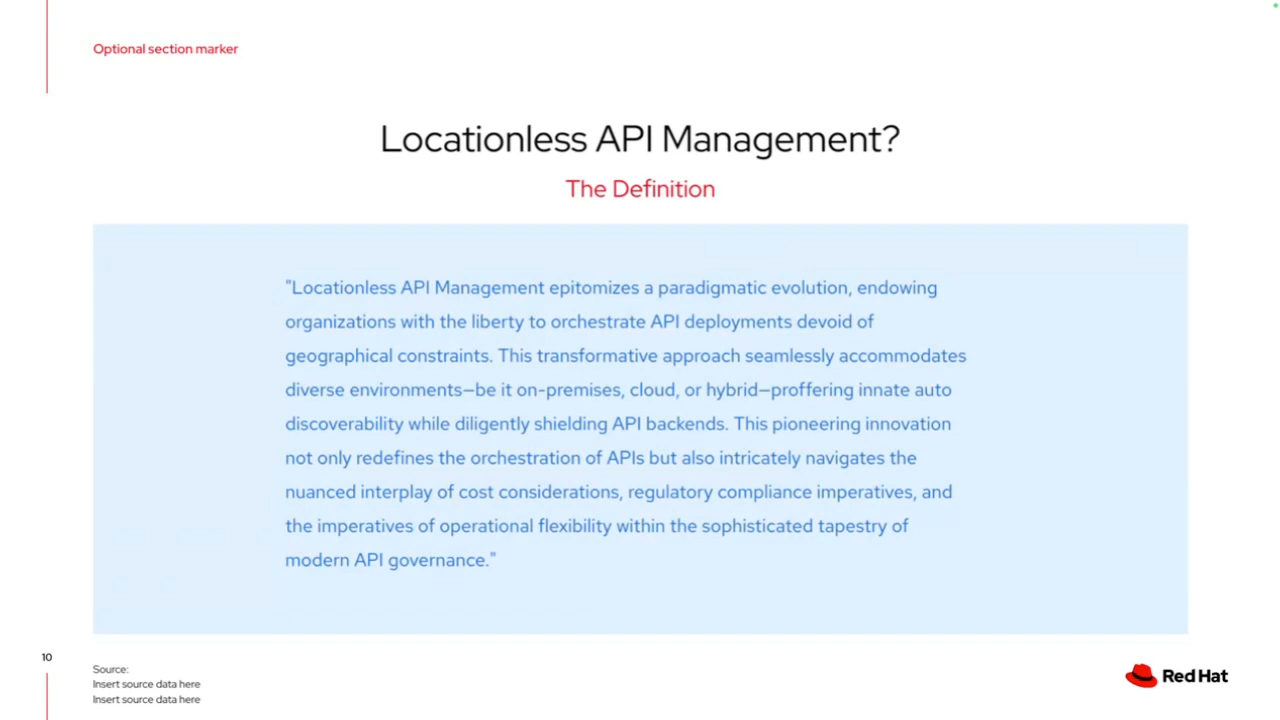 Optional section marker
Locationless API Management?
The Definition
"Locationless API Management epitomizes a paradigmatic evolution, endowing
organizations with the liberty to orchestrate API deployments devoid of
geographical constraints. This transformative approach seamlessly accommodates
diverse environments—be it on-premises, cloud, or hybrid—proffering innate auto
discoverability while diligently shielding API backends. This pioneering innovation
not only redefines the orchestration of APIs but also intricately navigates the
nuanced interplay of cost considerations, regulatory compliance imperatives, and
the imperatives of operational flexibility within the sophisticated tapestry of
modern API governance."
10
Source:
Insert source data here
Insert source data here
Red Hat